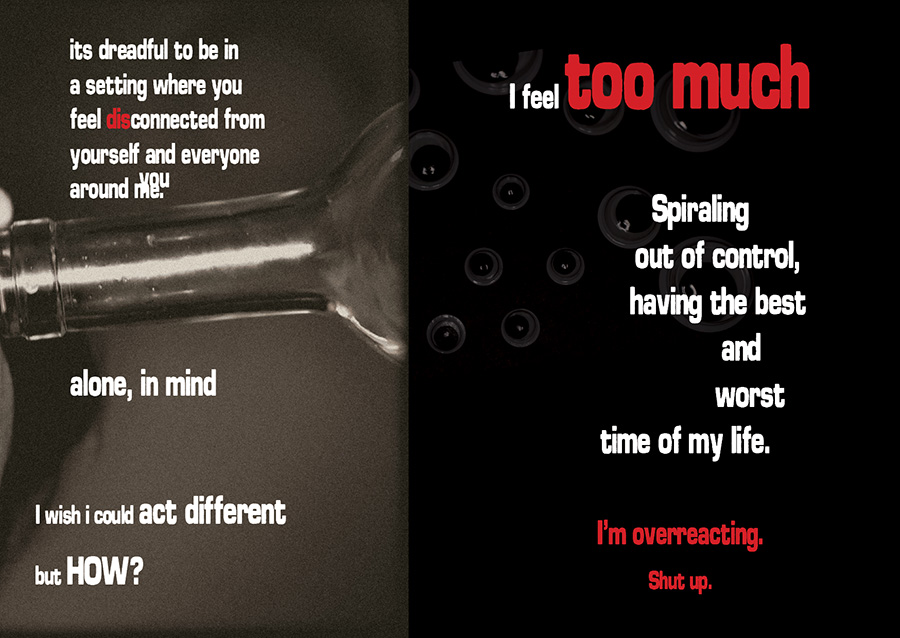 its dreadful to be in
a setting where you
feel disconnected from
yourself and everyone
around me. you
alone, in mind
I wish i could act different
but HOW?
I feel too much
Spiraling
out of control,
having the best
and
worst
time of my life.
I'm overreacting.
Shut up.